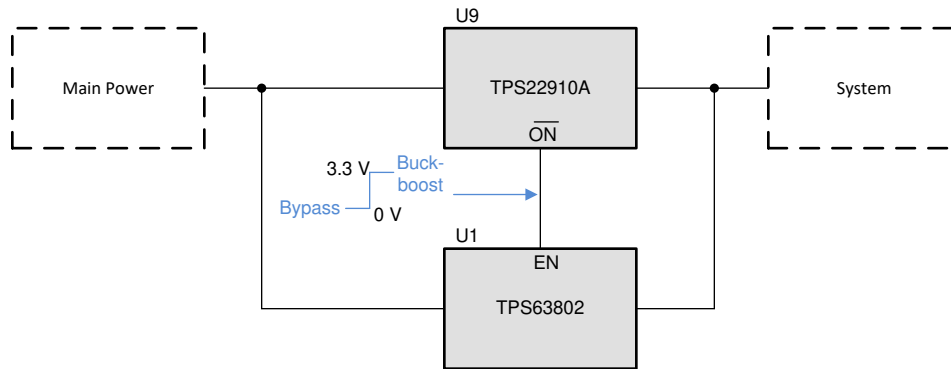 U9
Main Power
TPS22910A
System
ON
3.3 V
Buck-
boost
Bypass
0 V
U1
EN
TPS63802